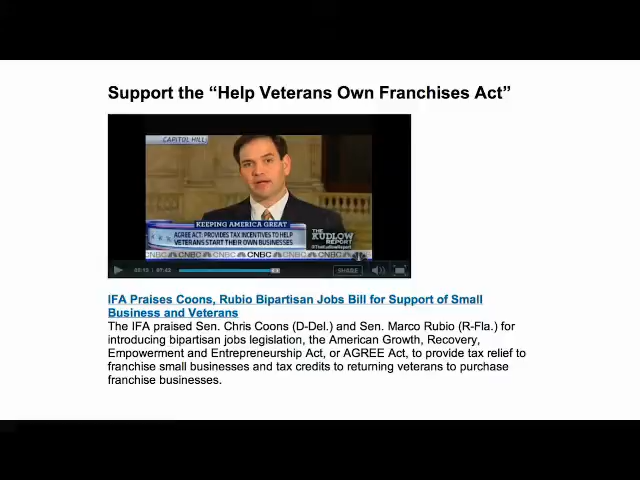 Support the “Help Veterans Own Franchises Act”
CAPITOL HILL
KEEPING AMERICA GREAT
AGREE ACT: PROVIDES TAX INCENTIVES TO HELP
VETERANS START THEIR OWN BUSINESSES
THE
KUDLOW
REPORT
#TheKudlowReport
CNBC CNBC CNBC CNBC
SHARE
IFA Praises Coons, Rubio Bipartisan Jobs Bill for Support of Small
Business and Veterans
The IFA praised Sen. Chris Coons (D-Del.) and Sen. Marco Rubio (R-Fla.) for
introducing bipartisan jobs legislation, the American Growth, Recovery,
Empowerment and Entrepreneurship Act, or AGREE Act, to provide tax relief to
franchise small businesses and tax credits to returning veterans to purchase
franchise businesses.